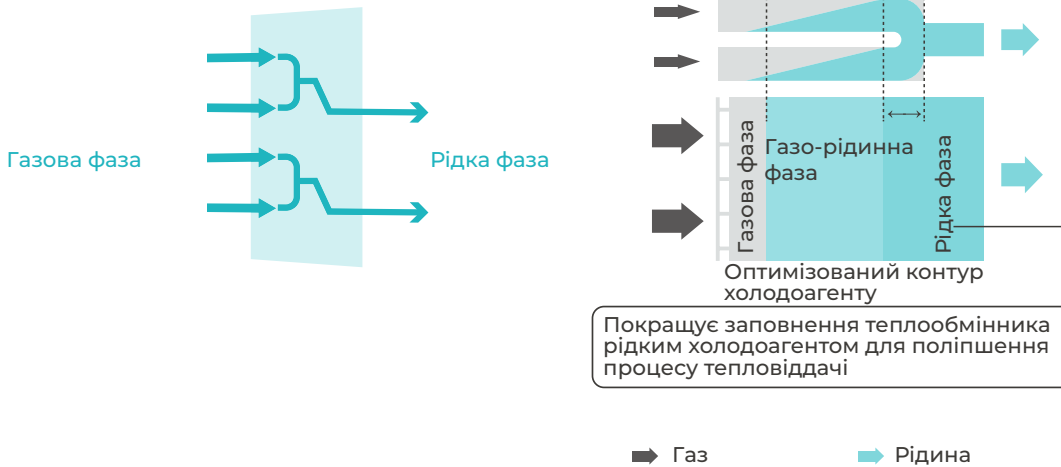 Газова фаза
Рідка фаза
Газова фаза
Газо-рідинна
фаза
Рідка фаза
Оптимізований контур
холодоагенту
Покращує заповнення теплообмінника
рідким холодоагентом для поліпшення
процесу тепловіддачі
Газ
Рідина